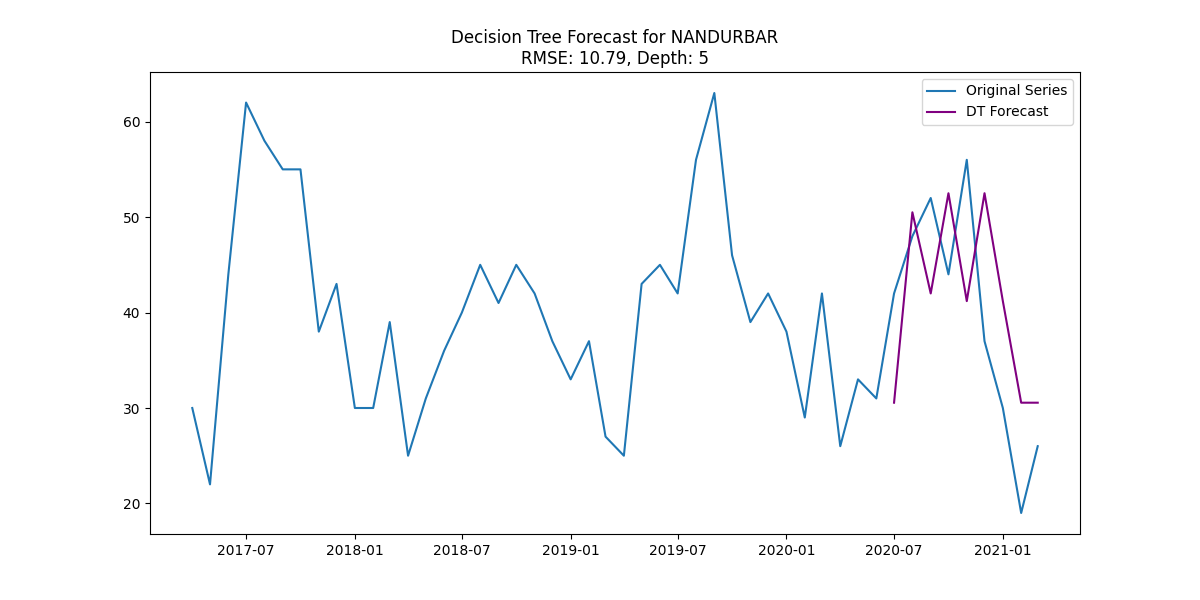 Decision Tree Forecast for NANDURBAR
RMSE: 10.79, Depth: 5
Original Series
DT Forecast
60
50
40
30
20
2017-07 2018-01 2018-07 2019-01 2019-07 2020-01 2020-07 2021-01